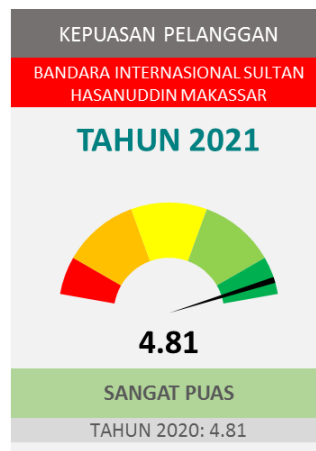 KEPUASAN PELANGGAN
BANDARA INTERNASIONAL SULTAN
HASANUDDIN MAKASSAR
TAHUN 2021
4.81
SANGAT PUAS
TAHUN 2020: 4.81